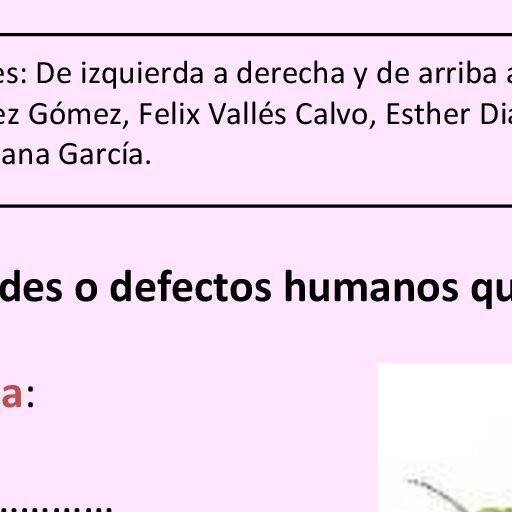 es: De izquierda a derecha y de arriba a
ez Gómez, Felix Vallés Calvo, Esther Dia
ana García.
des o defectos humanos qu
a:
............